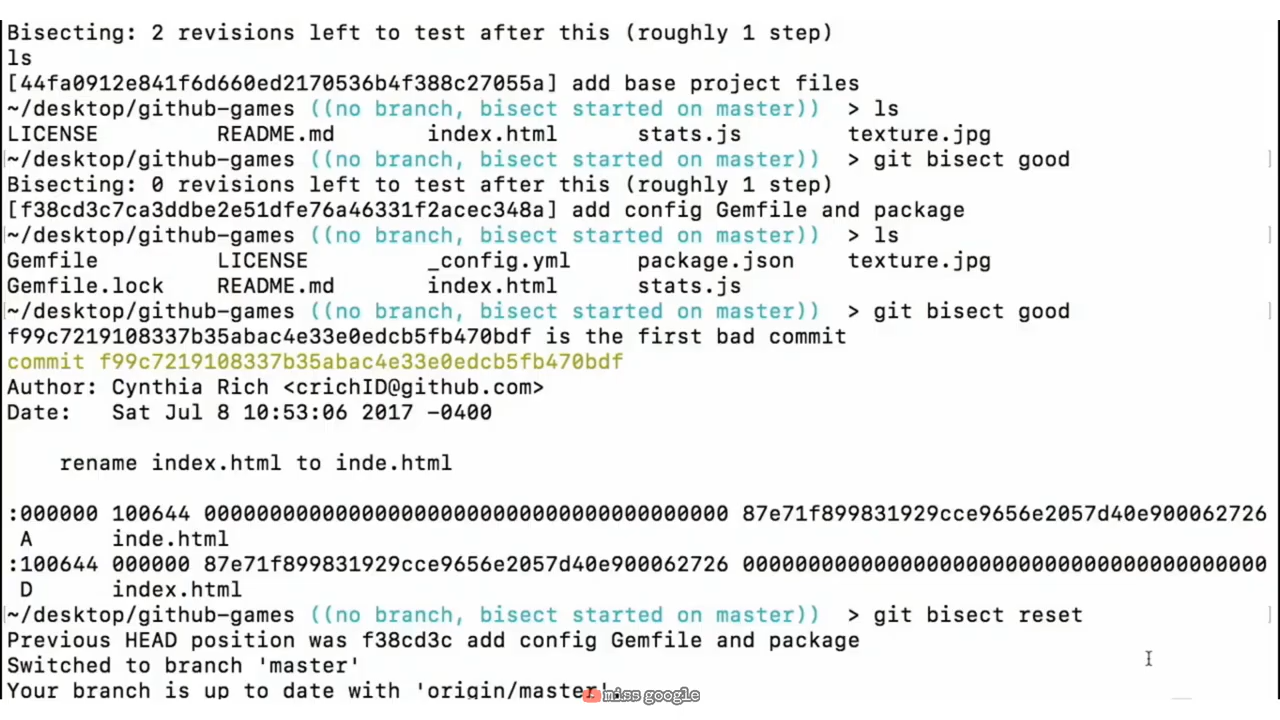 Bisecting: 2 revisions left to test after this (roughly 1 step)
ls
[44fa0912e841f6d660ed2170536b4f388c27055a] add base project files
~/desktop/github-games ((no branch, bisect started on master)) > ls
LICENSE README.md index.html stats.js texture.jpg
~/desktop/github-games ((no branch, bisect started on master)) > git bisect good
Bisecting: 0 revisions left to test after this (roughly 1 step)
[f38cd3c7ca3ddbe2e51dfe76a46331f2acec348a] add config Gemfile and package
~/desktop/github-games ((no branch, bisect started on master)) > ls
Gemfile LICENSE _config.yml package.json texture.jpg
Gemfile.lock README.md index.html stats.js
~/desktop/github-games ((no branch, bisect started on master)) > git bisect good
f99c7219108337b35abac4e33e0edcb5fb470bdf is the first bad commit
commit f99c7219108337b35abac4e33e0edcb5fb470bdf
Author: Cynthia Rich <crichID@github.com>
Date: Sat Jul 8 10:53:06 2017 -0400
rename index.html to inde.html
:000000 100644 0000000000000000000000000000000000000000 87e71f899831929cce9656e2057d40e900062726
A inde.html
:100644 000000 87e71f899831929cce9656e2057d40e900062726 0000000000000000000000000000000000000000
D index.html
~/desktop/github-games ((no branch, bisect started on master)) > git bisect reset
Previous HEAD position was f38cd3c add config Gemfile and package
Switched to branch 'master'
Your branch is up to date with 'origin/master'.
miss google